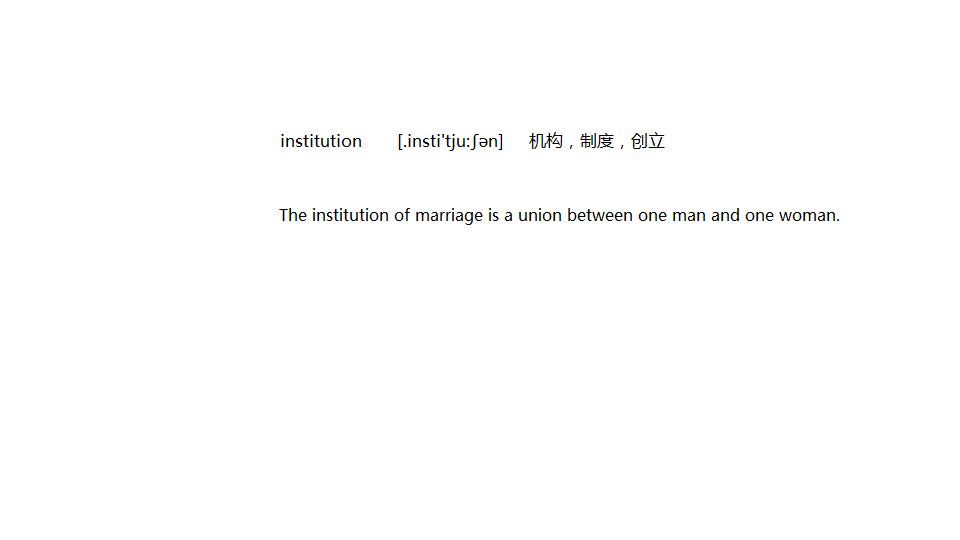 institution [.insti'tju:ʃən] 机构，制度，创立
The institution of marriage is a union between one man and one woman.